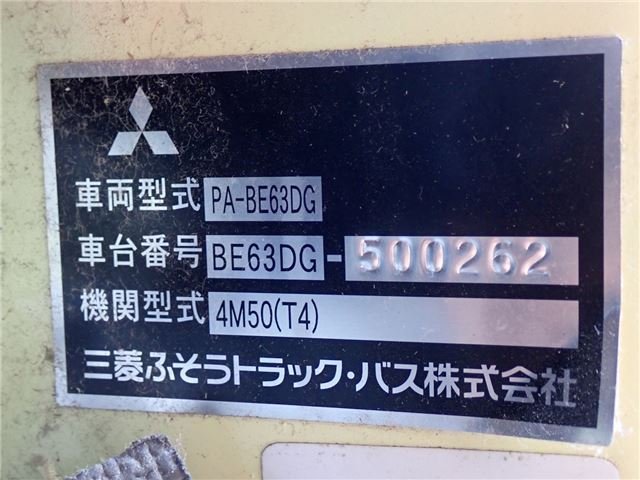 車両型式 PA-BE63DG
車台番号 BE63DG-500262
機関型式 4M50(T4)
三菱ふそうトラック・バス株式会社